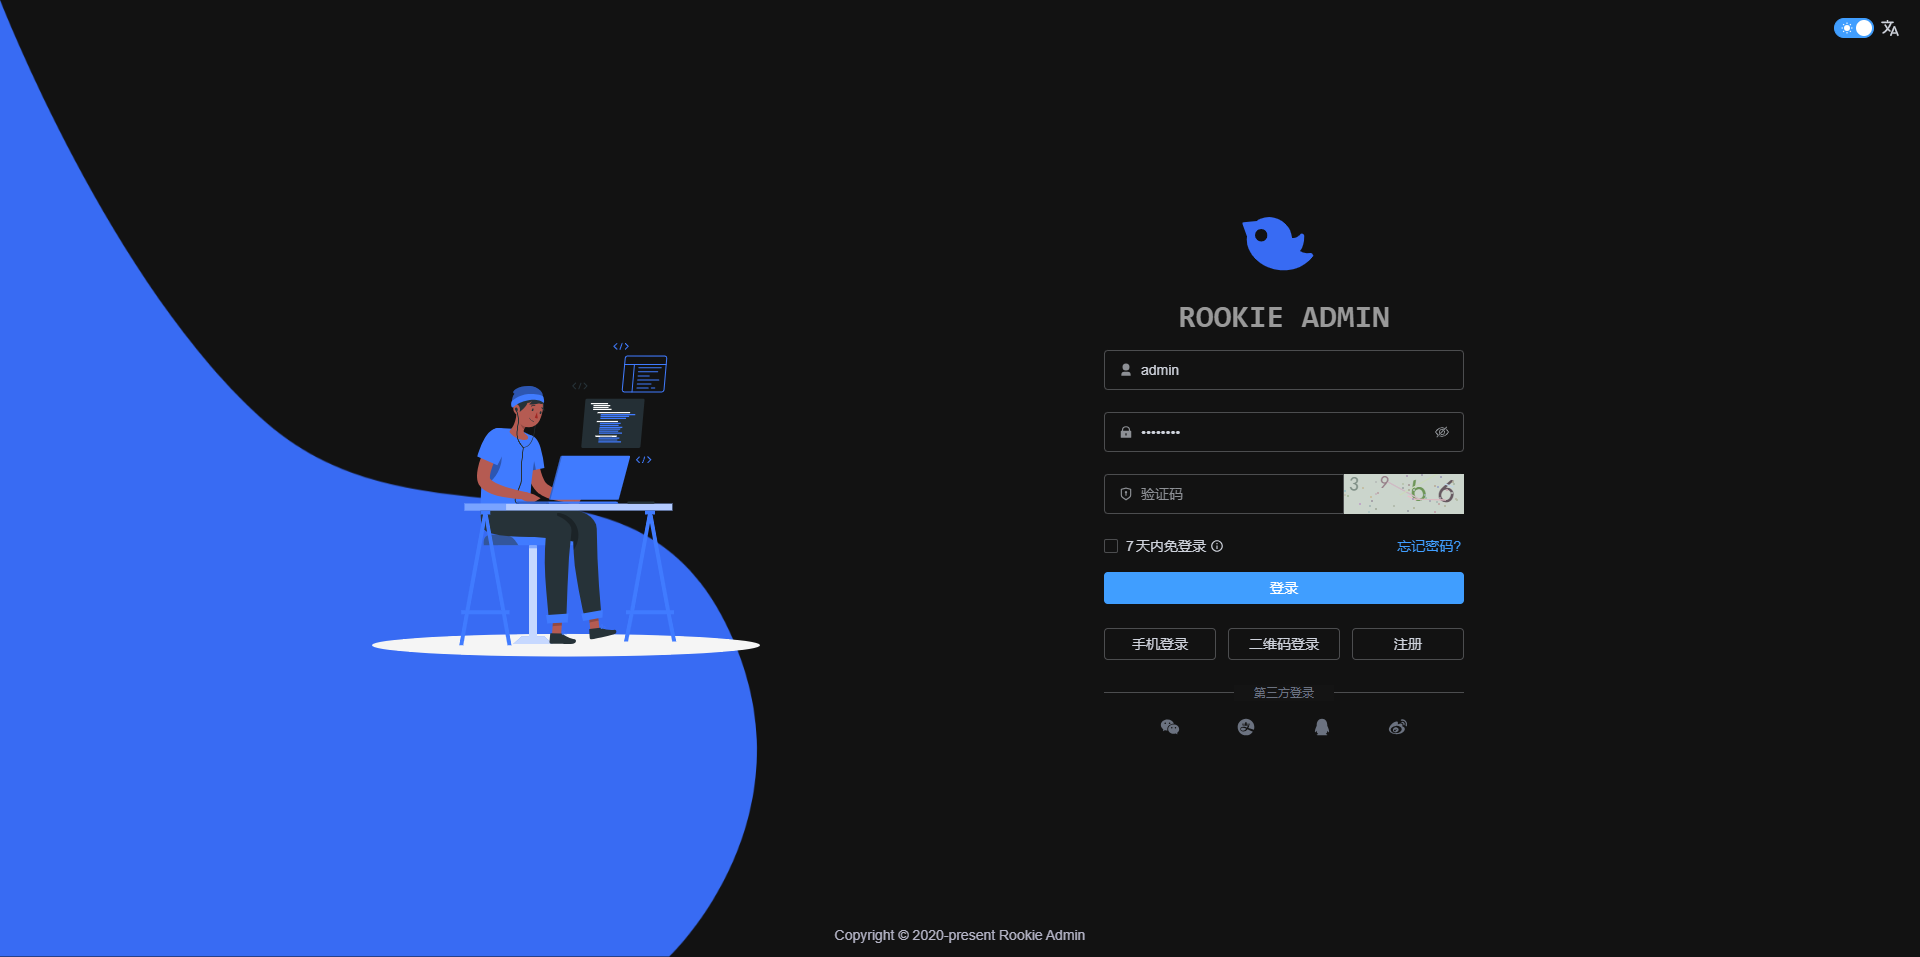 ROOKIE ADMIN
admin
••••••••
验证码
3 9 b 6
7 天内免登录
忘记密码?
登录
手机登录
二维码登录
注册
第三方登录
Copyright © 2020-present Rookie Admin